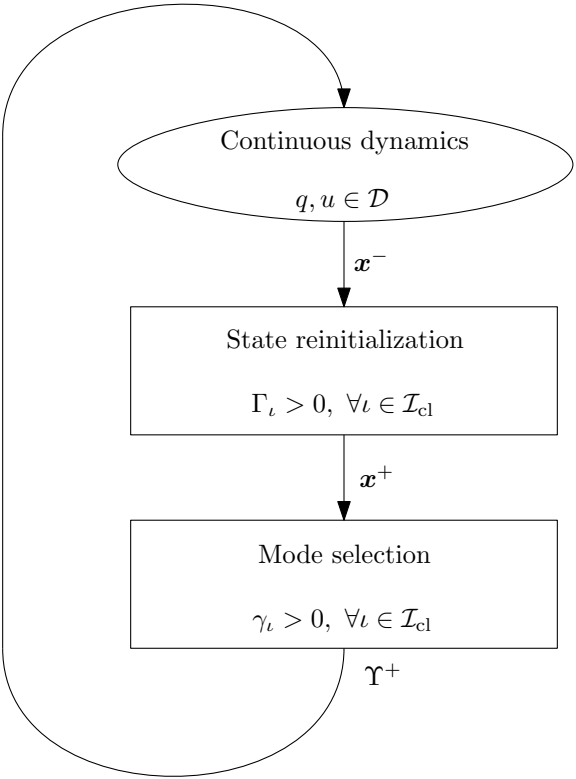 Continuous dynamics
q, u ∈ 𝒟
x⁻
State reinitialization
Γ_ι > 0, ∀ι ∈ ℐ_cl
x⁺
Mode selection
γ_ι > 0, ∀ι ∈ ℐ_cl
Υ⁺